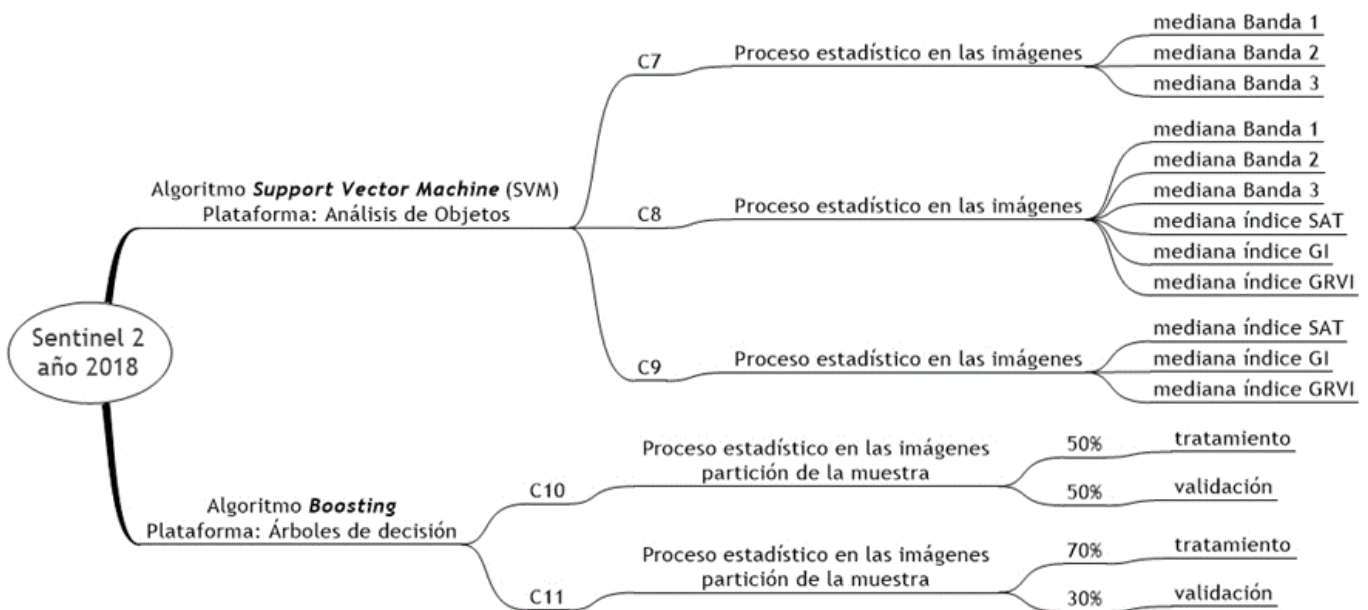 Sentinel 2
año 2018
Algoritmo Support Vector Machine (SVM)
Plataforma: Análisis de Objetos
C7
Proceso estadístico en las imágenes
mediana Banda 1
mediana Banda 2
mediana Banda 3
C8
Proceso estadístico en las imágenes
mediana Banda 1
mediana Banda 2
mediana Banda 3
mediana índice SAT
mediana índice GI
mediana índice GRVI
C9
Proceso estadístico en las imágenes
mediana índice SAT
mediana índice GI
mediana índice GRVI
Algoritmo Boosting
Plataforma: Árboles de decisión
C10
Proceso estadístico en las imágenes
partición de la muestra
50%
tratamiento
50%
validación
C11
Proceso estadístico en las imágenes
partición de la muestra
70%
tratamiento
30%
validación